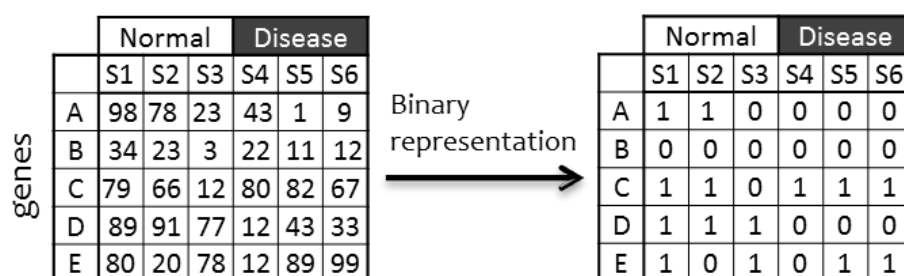 Normal Disease
S1 S2 S3 S4 S5 S6
A 98 78 23 43 1 9
B 34 23 3 22 11 12
C 79 66 12 80 82 67
D 89 91 77 12 43 33
E 80 20 78 12 89 99
genes
Binary
representation
Normal Disease
S1 S2 S3 S4 S5 S6
A 1 1 0 0 0 0
B 0 0 0 0 0 0
C 1 1 0 1 1 1
D 1 1 1 0 0 0
E 1 0 1 0 1 1